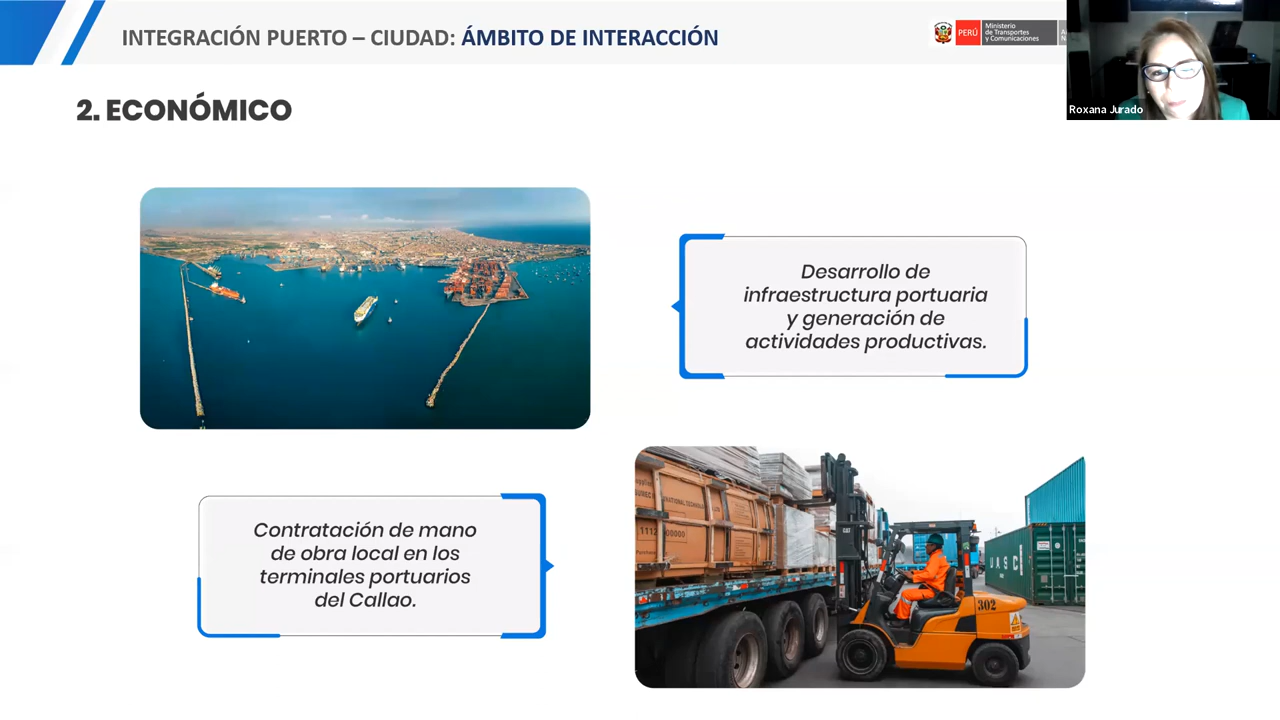 INTEGRACIÓN PUERTO – CIUDAD: ÁMBITO DE INTERACCIÓN
PERÚ
Ministerio
de Transportes
y Comunicaciones
Roxana Jurado
2. ECONÓMICO
Desarrollo de
infraestructura portuaria
y generación de
actividades productivas.
Contratación de mano
de obra local en los
terminales portuarios
del Callao.
302
UASC